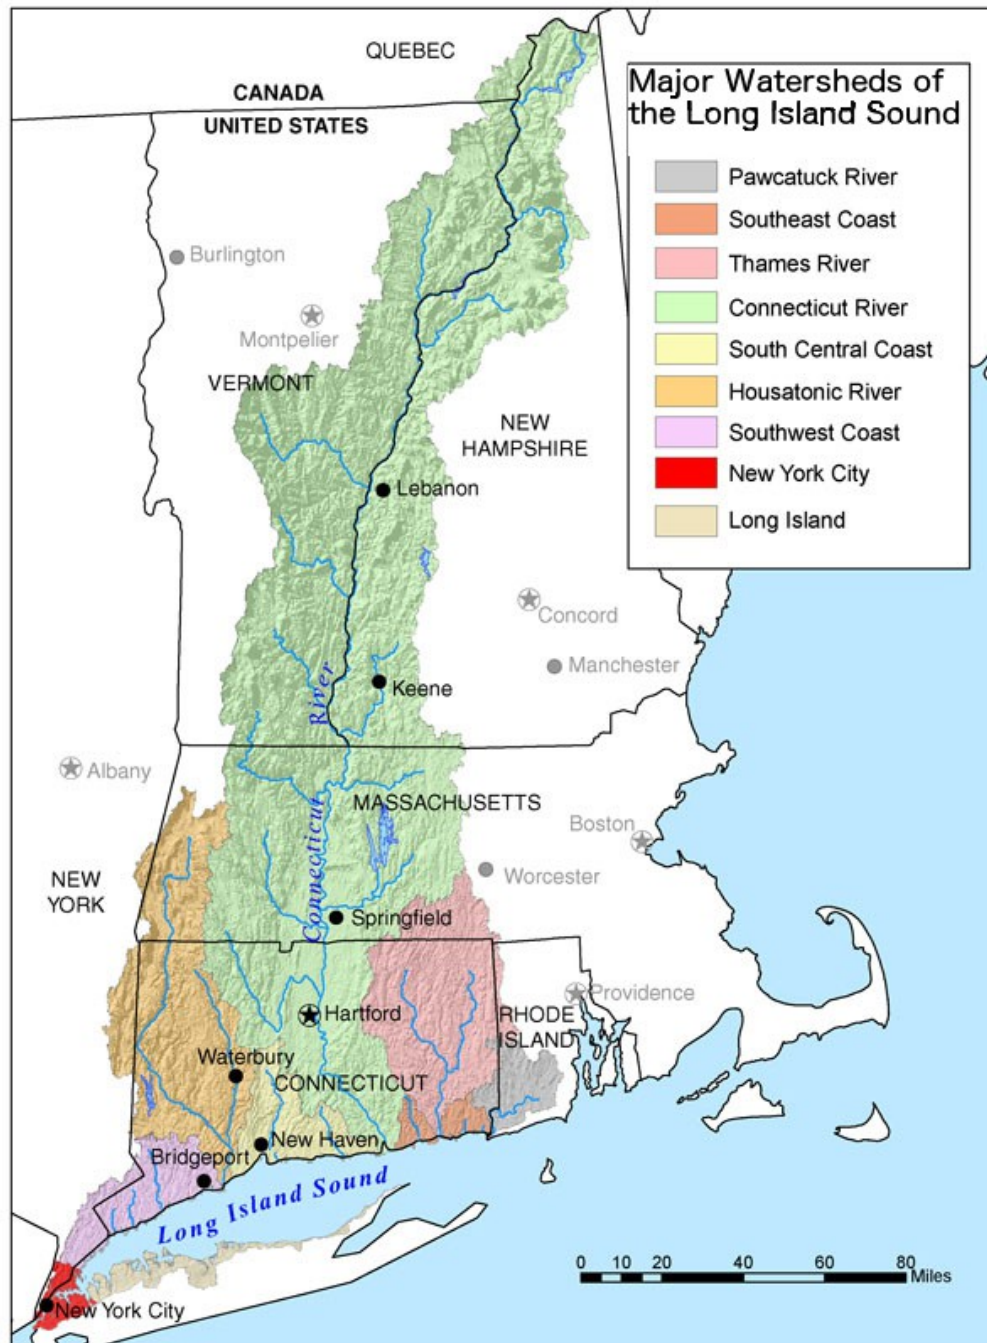 QUEBEC
CANADA
UNITED STATES
Major Watersheds of
the Long Island Sound
Pawcatuck River
Southeast Coast
Thames River
Connecticut River
South Central Coast
Housatonic River
Southwest Coast
New York City
Long Island
Burlington
Montpelier
VERMONT
NEW
HAMPSHIRE
Lebanon
Concord
Manchester
Keene
Connecticut River
Albany
MASSACHUSETTS
Boston
Worcester
NEW
YORK
Springfield
Providence
Hartford
RHODE
ISLAND
Waterbury
CONNECTICUT
New Haven
Bridgeport
Long Island Sound
0 10 20 40 60 80
Miles
New York City